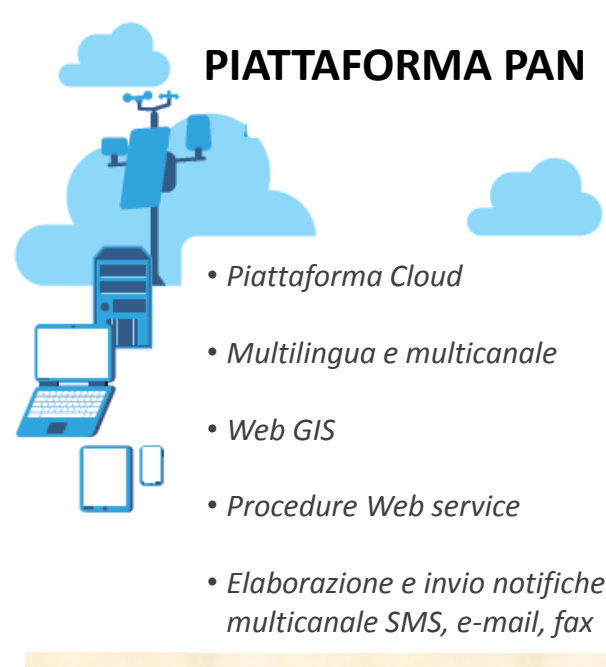 PIATTAFORMA PAN
• Piattaforma Cloud
• Multilingua e multicanale
• Web GIS
• Procedure Web service
• Elaborazione e invio notifiche
multicanale SMS, e-mail, fax